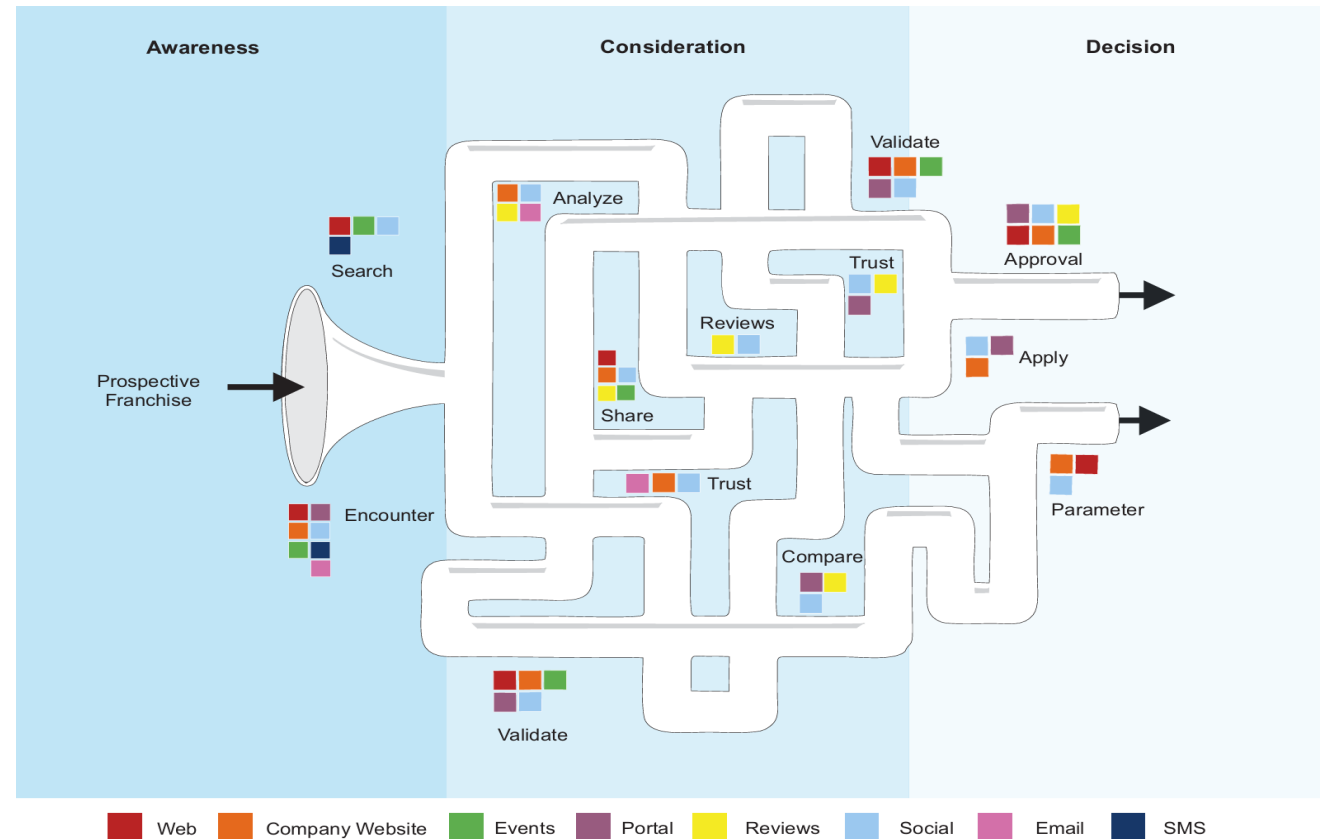 Awareness
Consideration
Decision
Validate
Analyze
Search
Approval
Trust
Reviews
Apply
Prospective
Franchise
Share
Trust
Encounter
Parameter
Compare
Validate
Web
Company Website
Events
Portal
Reviews
Social
Email
SMS